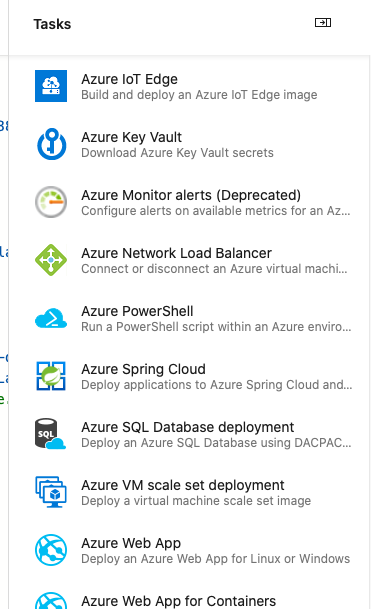 Tasks
Azure IoT Edge
Build and deploy an Azure IoT Edge image
Azure Key Vault
Download Azure Key Vault secrets
Azure Monitor alerts (Deprecated)
Configure alerts on available metrics for an Az...
Azure Network Load Balancer
Connect or disconnect an Azure virtual machi...
Azure PowerShell
Run a PowerShell script within an Azure enviro...
Azure Spring Cloud
Deploy applications to Azure Spring Cloud and...
SQL
Azure SQL Database deployment
Deploy an Azure SQL Database using DACPAC...
Azure VM scale set deployment
Deploy a virtual machine scale set image
Azure Web App
Deploy an Azure Web App for Linux or Windows
Azure Web App for Containers